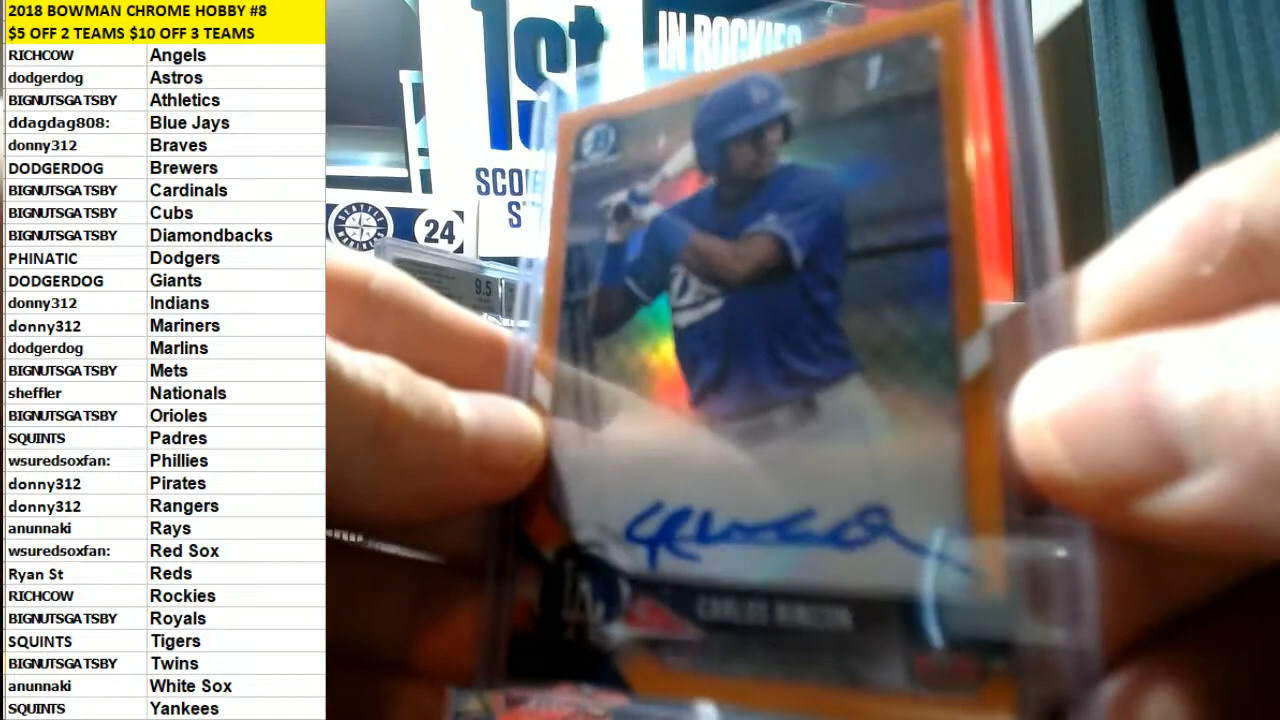 2018 BOWMAN CHROME HOBBY #8
$5 OFF 2 TEAMS $10 OFF 3 TEAMS
RICHCOW Angels
dodgerdog Astros
BIGNUTSGATSBY Athletics
ddagdag808: Blue Jays
donny312 Braves
DODGERDOG Brewers
BIGNUTSGATSBY Cardinals
BIGNUTSGATSBY Cubs
BIGNUTSGATSBY Diamondbacks
PHINATIC Dodgers
DODGERDOG Giants
donny312 Indians
donny312 Mariners
dodgerdog Marlins
BIGNUTSGATSBY Mets
sheffler Nationals
BIGNUTSGATSBY Orioles
SQUINTS Padres
wsuredsoxfan: Phillies
donny312 Pirates
donny312 Rangers
anunnaki Rays
wsuredsoxfan: Red Sox
Ryan St Reds
RICHCOW Rockies
BIGNUTSGATSBY Royals
SQUINTS Tigers
BIGNUTSGATSBY Twins
anunnaki White Sox
SQUINTS Yankees
1st
IN ROCKIES
SEATTLE
MARINERS
24
9.5
CARLOS RINCON